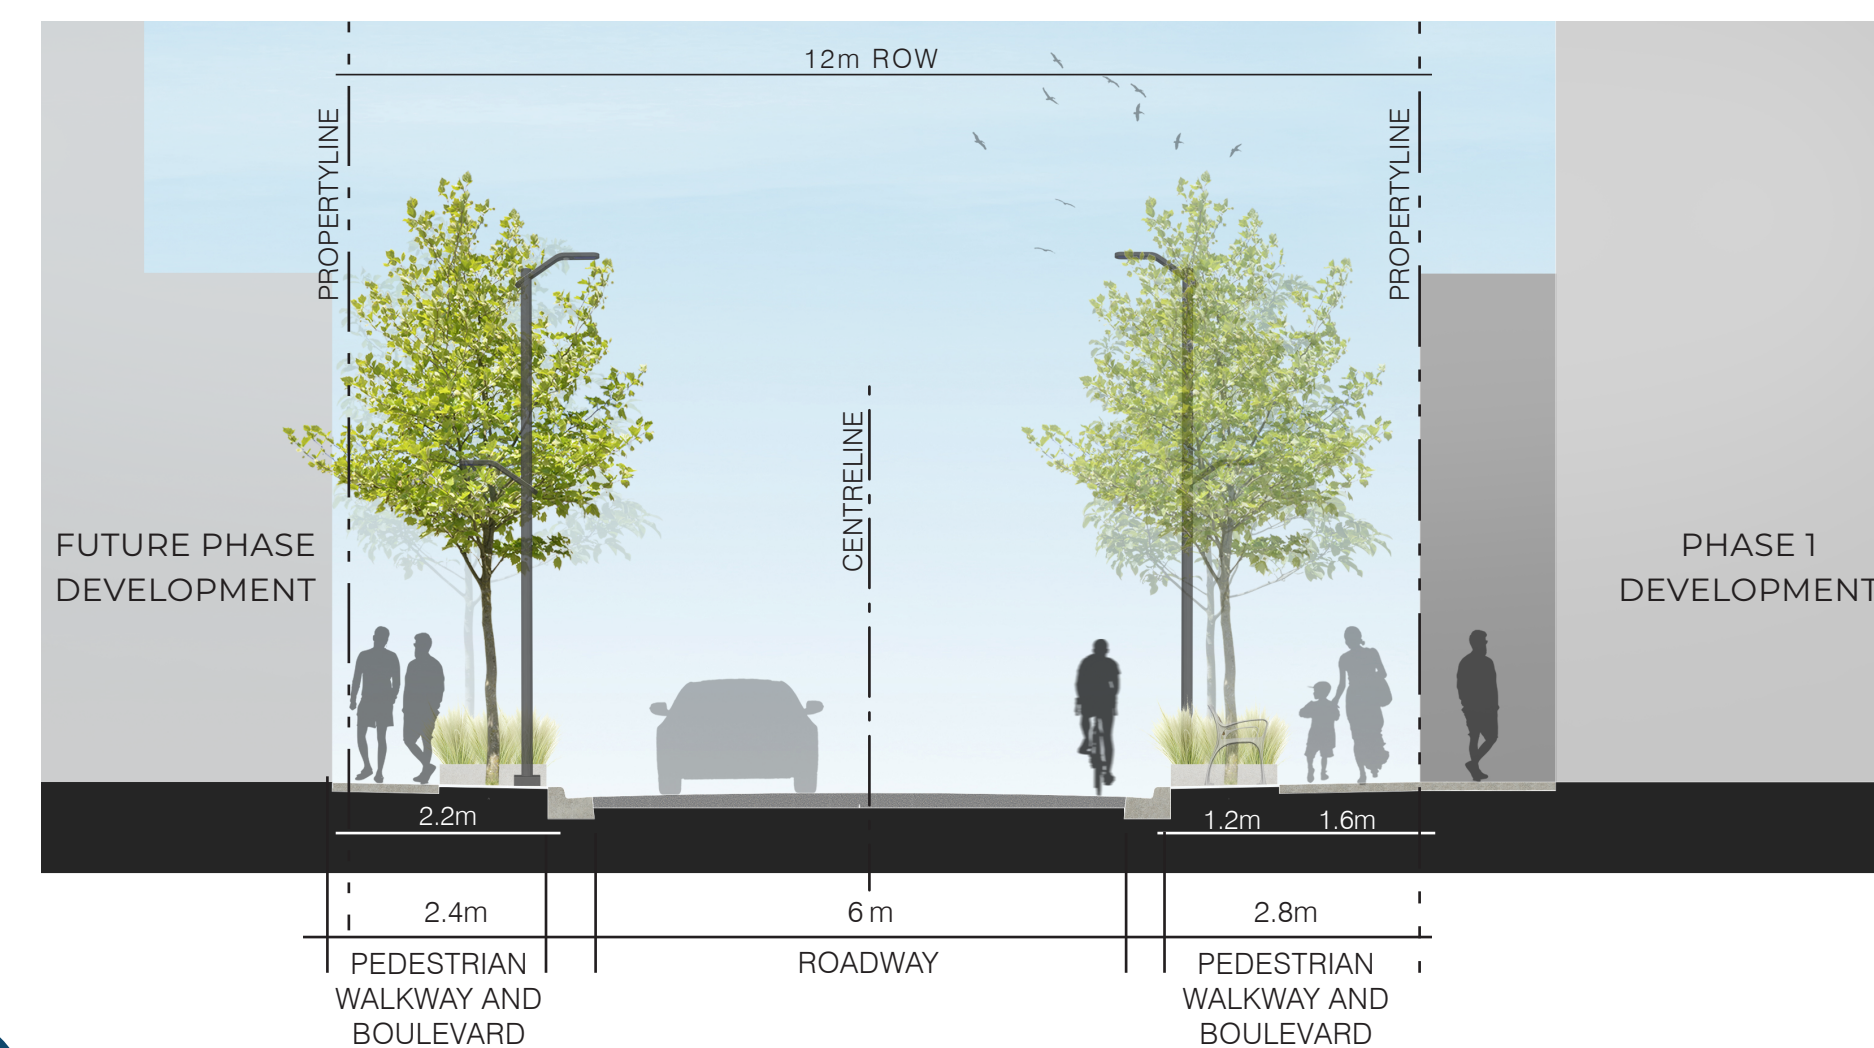 12m ROW
PROPERTYLINE
PROPERTYLINE
CENTRELINE
FUTURE PHASE
DEVELOPMENT
PHASE 1
DEVELOPMENT
2.2m
1.2m
1.6m
2.4m
6 m
2.8m
PEDESTRIAN
WALKWAY AND
BOULEVARD
ROADWAY
PEDESTRIAN
WALKWAY AND
BOULEVARD